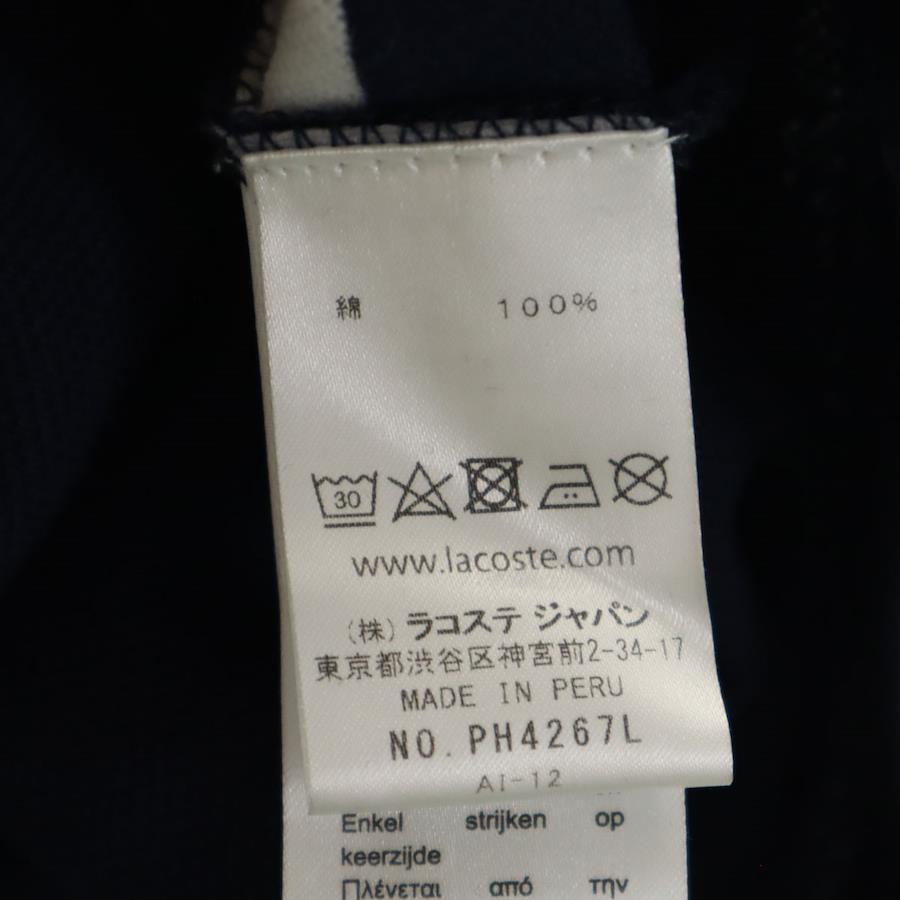 綿 100%
30
www.lacoste.com
(株) ラコステ ジャパン
東京都渋谷区神宮前2-34-17
MADE IN PERU
NO. PH4267L
AI-12
Enkel strijken op
keerzijde
Πλένεται από την